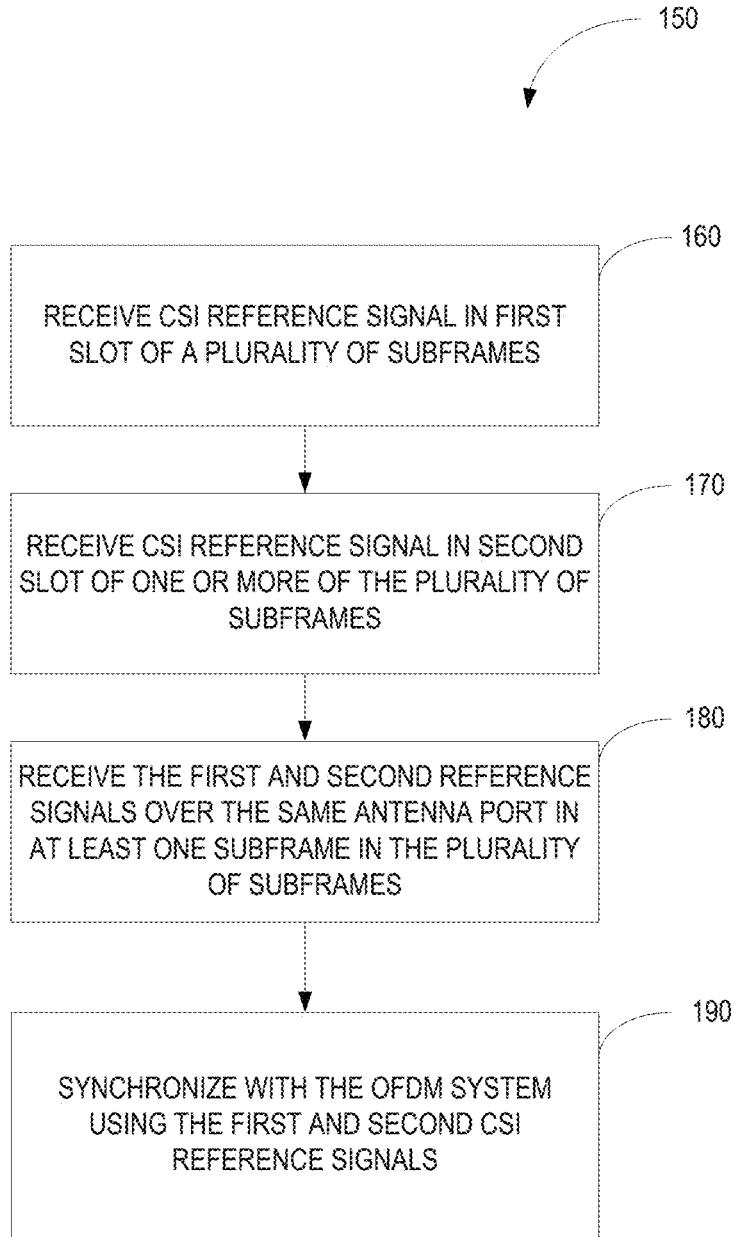 150
160
RECEIVE CSI REFERENCE SIGNAL IN FIRST
SLOT OF A PLURALITY OF SUBFRAMES
170
RECEIVE CSI REFERENCE SIGNAL IN SECOND
SLOT OF ONE OR MORE OF THE PLURALITY OF
SUBFRAMES
180
RECEIVE THE FIRST AND SECOND REFERENCE
SIGNALS OVER THE SAME ANTENNA PORT IN
AT LEAST ONE SUBFRAME IN THE PLURALITY
OF SUBFRAMES
190
SYNCHRONIZE WITH THE OFDM SYSTEM
USING THE FIRST AND SECOND CSI
REFERENCE SIGNALS